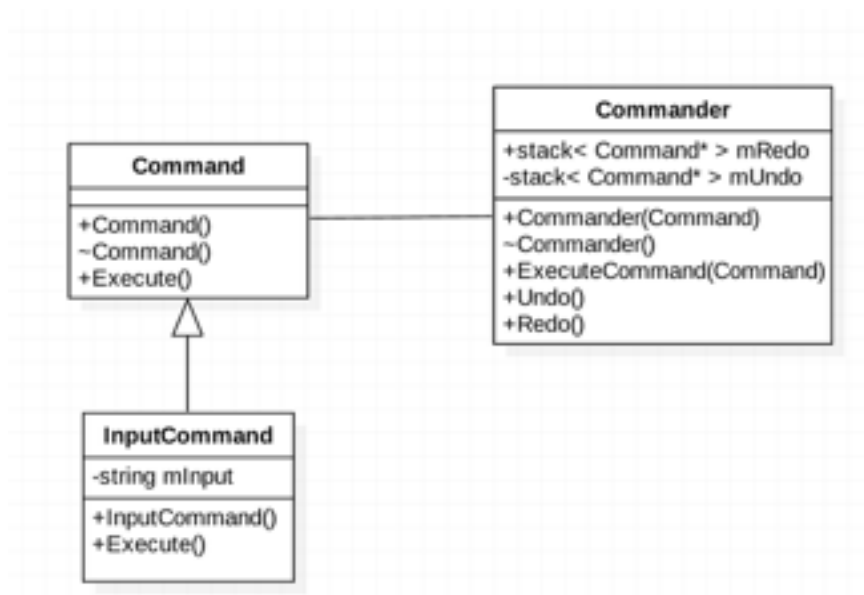 Command
+Command()
~Command()
+Execute()
Commander
+stack< Command* > mRedo
-stack< Command* > mUndo
+Commander(Command)
~Commander()
+ExecuteCommand(Command)
+Undo()
+Redo()
InputCommand
-string mInput
+InputCommand()
+Execute()